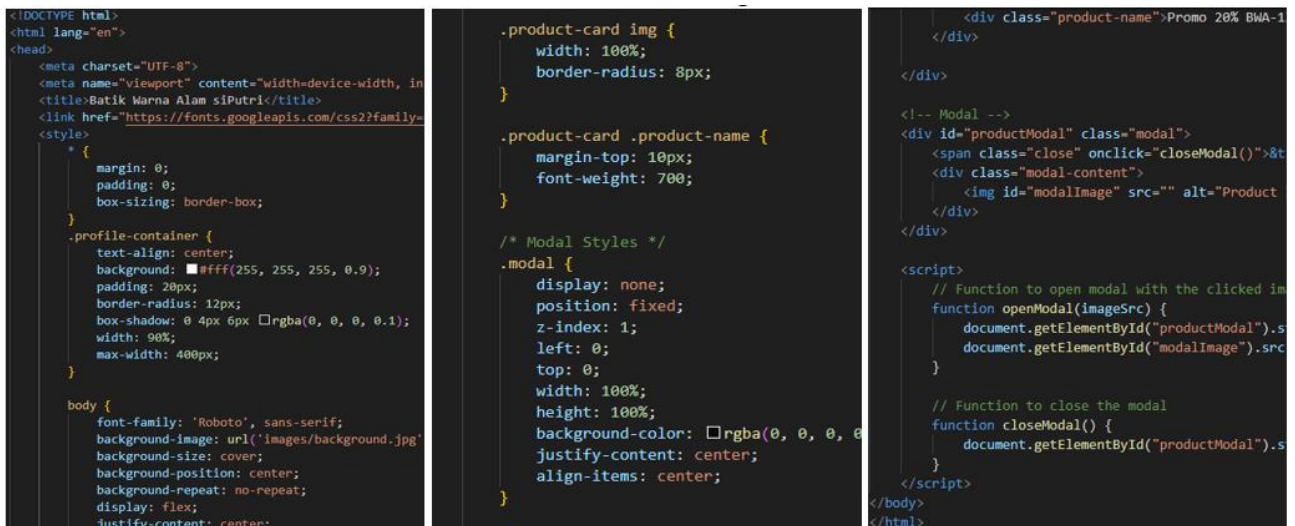 <!DOCTYPE html>
<html lang="en">
<head>
<meta charset="UTF-8">
<meta name="viewport" content="width=device-width, in
<title>Batik Warna Alam siPutri</title>
<link href="https://fonts.googleapis.com/css2?family=
<style>
* {
margin: 0;
padding: 0;
box-sizing: border-box;
}
.profile-container {
text-align: center;
background: #fff(255, 255, 255, 0.9);
padding: 20px;
border-radius: 12px;
box-shadow: 0 4px 6px rgba(0, 0, 0, 0.1);
width: 90%;
max-width: 400px;
}
body {
font-family: 'Roboto', sans-serif;
background-image: url('images/background.jpg'
background-size: cover;
background-position: center;
background-repeat: no-repeat;
display: flex;
justify-content: center;
.product-card img {
width: 100%;
border-radius: 8px;
}
.product-card .product-name {
margin-top: 10px;
font-weight: 700;
}
/* Modal Styles */
.modal {
display: none;
position: fixed;
z-index: 1;
left: 0;
top: 0;
width: 100%;
height: 100%;
background-color: rgba(0, 0, 0, 0
justify-content: center;
align-items: center;
}
<div class="product-name">Promo 20% BWA-1
</div>
</div>
<!-- Modal -->
<div id="productModal" class="modal">
<span class="close" onclick="closeModal()">&t
<div class="modal-content">
<img id="modalImage" src="" alt="Product
</div>
</div>
<script>
// Function to open modal with the clicked im
function openModal(imageSrc) {
document.getElementById("productModal").s
document.getElementById("modalImage").src
}
// Function to close the modal
function closeModal() {
document.getElementById("productModal").s
}
</script>
</body>
</html>